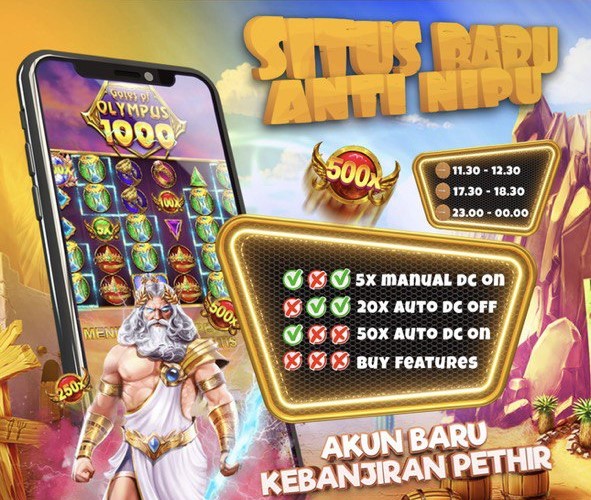 SITUS BARU
ANTI NIPU
Gates of
OLYMPUS
1000
500X
11.30 - 12.30
17.30 - 18.30
23.00 - 00.00
5X
100X
✅❌✅ 5X MANUAL DC ON
❌✅✅ 20X AUTO DC OFF
✅❌❌ 50X AUTO DC ON
❌❌❌ BUY FEATURES
MEN
500X
250X
AKUN BARU
KEBANJIRAN PETHIR